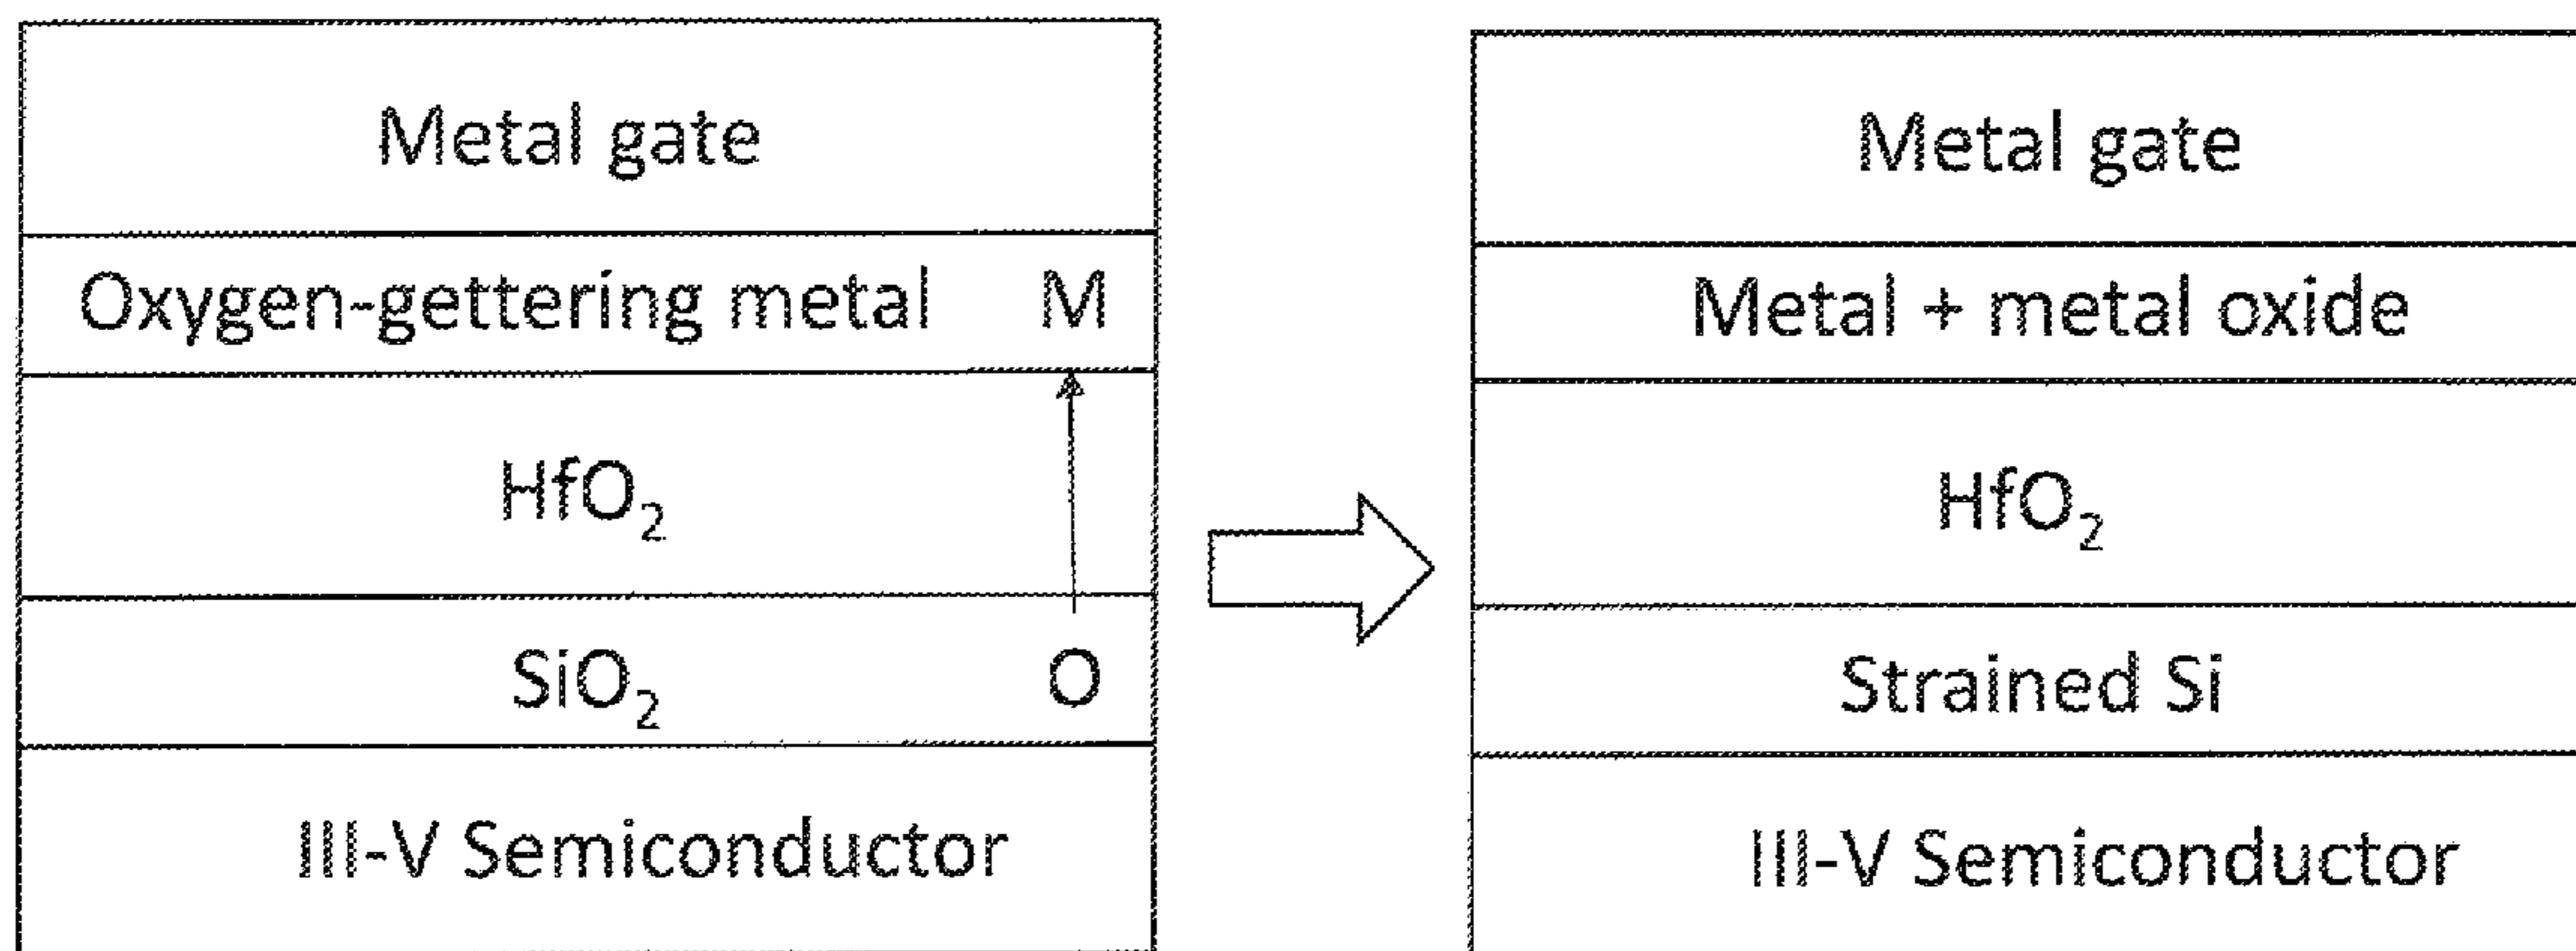 Metal gate
Oxygen-gettering metal M
HfO₂
SiO₂ O
III-V Semiconductor
Metal gate
Metal + metal oxide
HfO₂
Strained Si
III-V Semiconductor